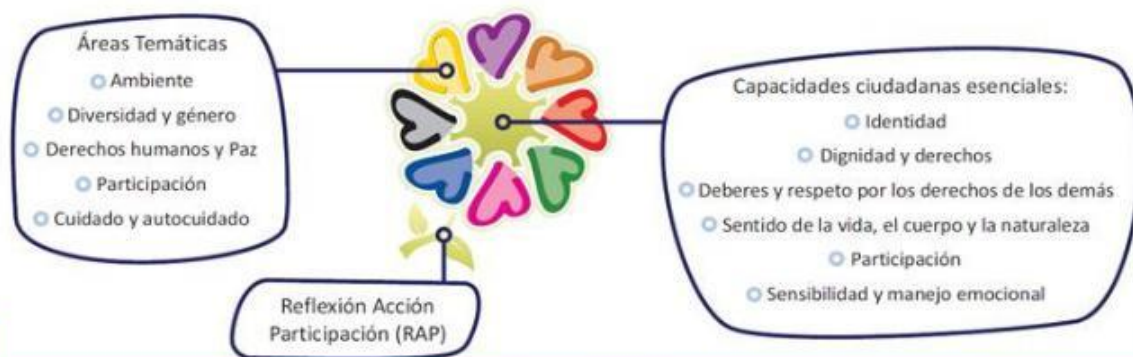 Áreas Temáticas
Ambiente
Diversidad y género
Derechos humanos y Paz
Participación
Cuidado y autocuidado
Reflexión Acción
Participación (RAP)
Capacidades ciudadanas esenciales:
Identidad
Dignidad y derechos
Deberes y respeto por los derechos de los demás
Sentido de la vida, el cuerpo y la naturaleza
Participación
Sensibilidad y manejo emocional